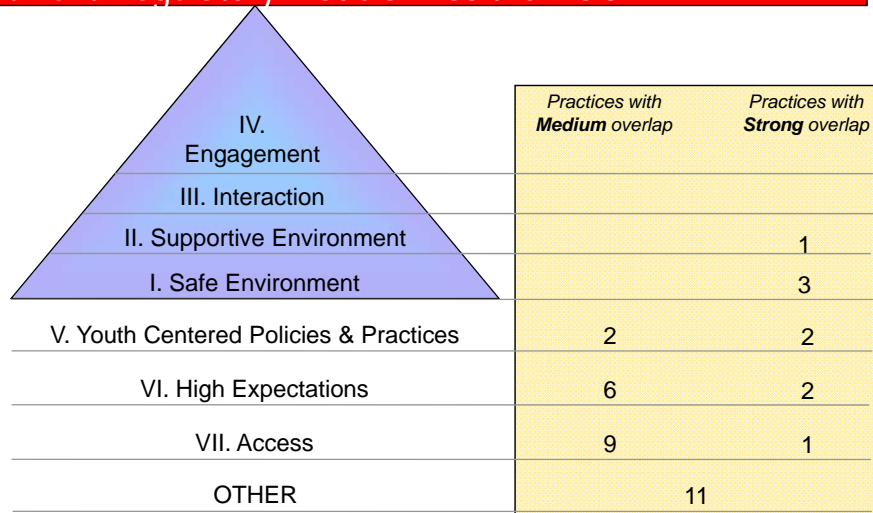 Practices with
Medium overlap
Practices with
Strong overlap
IV.
Engagement
III. Interaction
II. Supportive Environment
1
I. Safe Environment
3
V. Youth Centered Policies & Practices
2
2
VI. High Expectations
6
2
VII. Access
9
1
OTHER
11